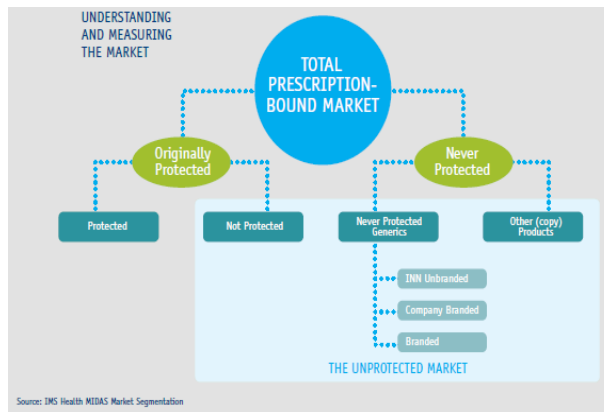 UNDERSTANDING
AND MEASURING
THE MARKET
TOTAL
PRESCRIPTION-
BOUND MARKET
Originally
Protected
Never
Protected
Protected
Not Protected
Never Protected
Generics
Other (copy)
Products
INN Unbranded
Company Branded
Branded
THE UNPROTECTED MARKET
Source: IMS Health MIDAS Market Segmentation